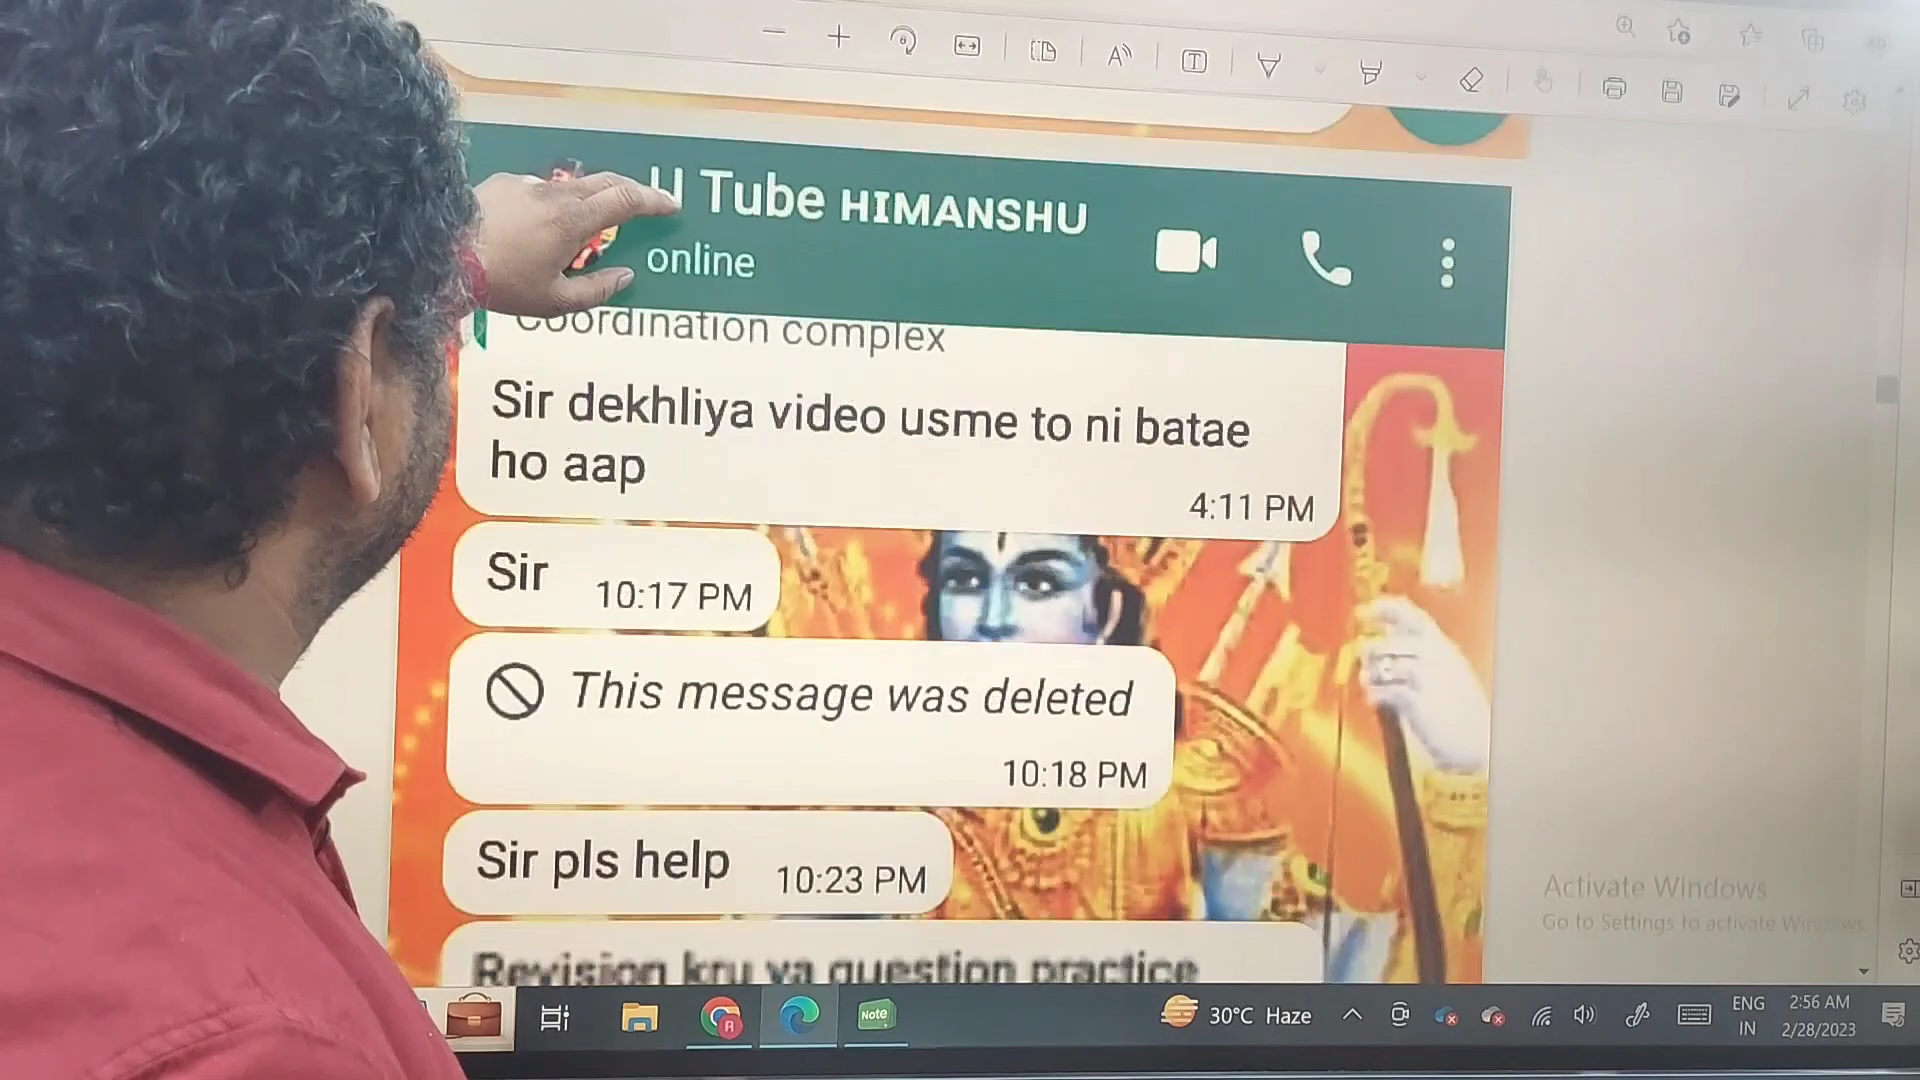 U Tube HIMANSHU
online
Coordination complex
Sir dekhliya video usme to ni batae
ho aap
4:11 PM
Sir 10:17 PM
This message was deleted
10:18 PM
Sir pls help 10:23 PM
Revision kru ya question practice
Activate Windows
Go to Settings to activate Windows.
Note
30°C Haze
ENG
IN
2:56 AM
2/28/2023